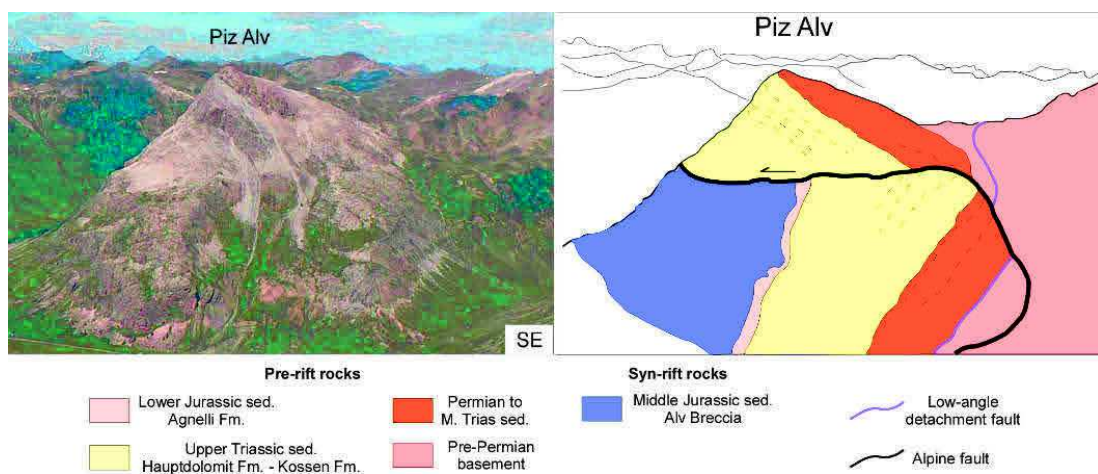 Piz Alv
Piz Alv
SE
Pre-rift rocks
Syn-rift rocks
Lower Jurassic sed.
Agnelli Fm.
Permian to
M. Trias sed.
Middle Jurassic sed.
Alv Breccia
Low-angle
detachment fault
Upper Triassic sed.
Hauptdolomit Fm. - Kossen Fm.
Pre-Permian
basement
Alpine fault